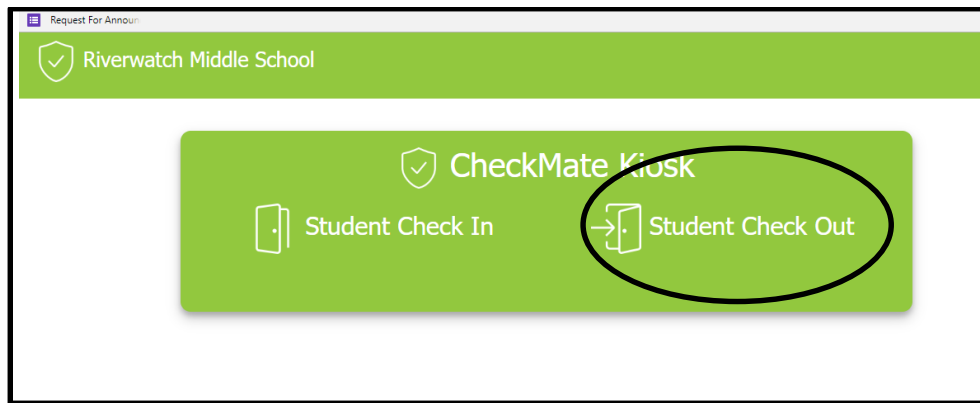 Request For Announ
Riverwatch Middle School
CheckMate Kiosk
Student Check In
Student Check Out